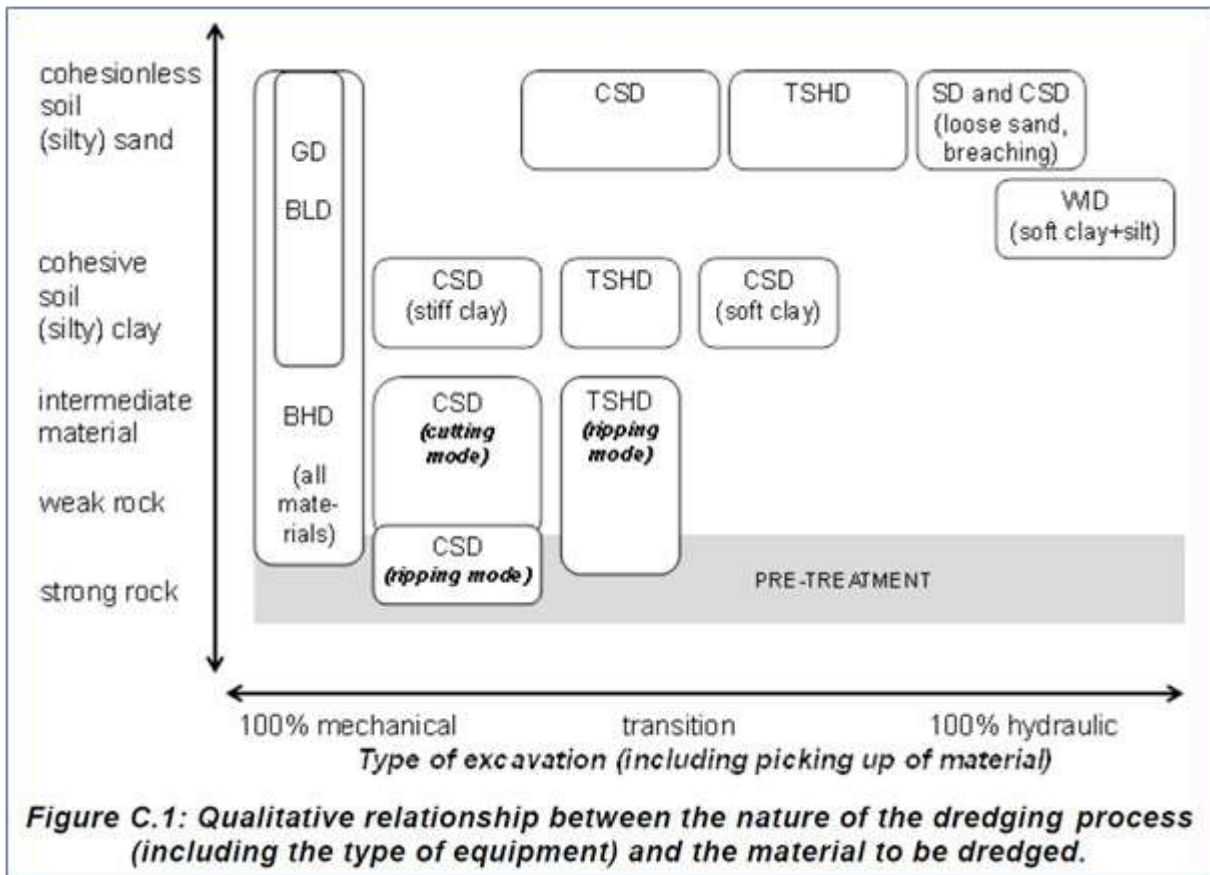 cohesionless
soil
(silty) sand
cohesive
soil
(silty) clay
intermediate
material
weak rock
strong rock
GD
BLD
BHD
(all
mate-
rials)
CSD
TSHD
SD and CSD
(loose sand,
breaching)
WID
(soft clay+silt)
CSD
(stiff clay)
TSHD
CSD
(soft clay)
CSD
(cutting
mode)
TSHD
(ripping
mode)
CSD
(ripping mode)
PRE-TREATMENT
100% mechanical
transition
100% hydraulic
Type of excavation (including picking up of material)
Figure C.1: Qualitative relationship between the nature of the dredging process
(including the type of equipment) and the material to be dredged.